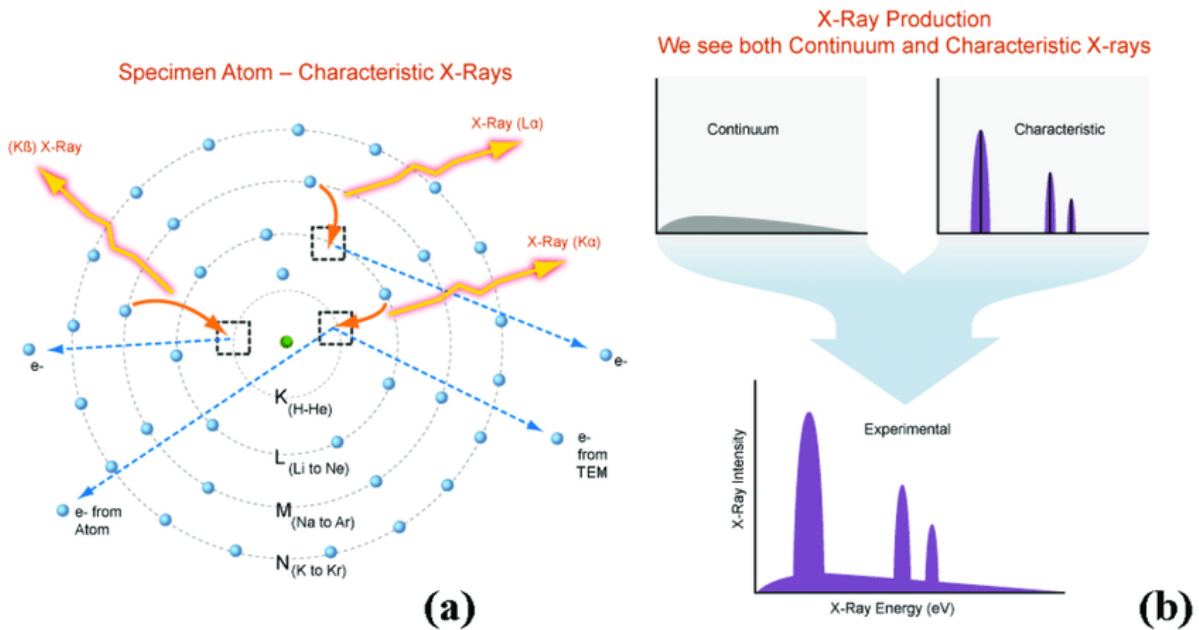 Specimen Atom – Characteristic X-Rays
(Kß) X-Ray
X-Ray (Lα)
X-Ray (Kα)
e-
e-
e-
from
TEM
e- from
Atom
K(H-He)
L(Li to Ne)
M(Na to Ar)
N(K to Kr)
(a)
X-Ray Production
We see both Continuum and Characteristic X-rays
Continuum
Characteristic
Experimental
X-Ray Intensity
X-Ray Energy (eV)
(b)